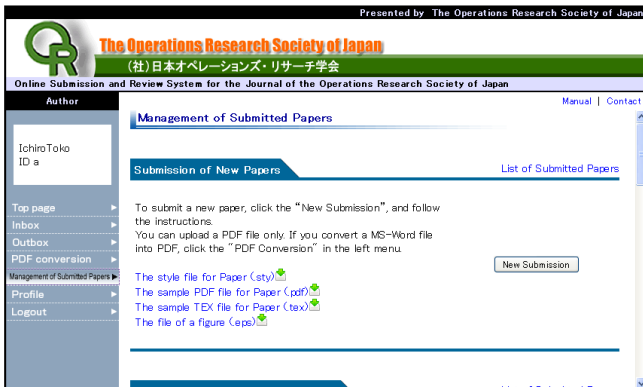 Presented by The Operations Research Society of Japan
OR
The Operations Research Society of Japan
(社)日本オペレーションズ・リサーチ学会
Online Submission and Review System for the Journal of the Operations Research Society of Japan
Author
Manual | Contact
Management of Submitted Papers
IchiroToko
ID a
Submission of New Papers
List of Submitted Papers
Top page
Inbox
Outbox
PDF conversion
Management of Submitted Papers
Profile
Logout
To submit a new paper, click the “New Submission”, and follow
the instructions.
You can upload a PDF file only. If you convert a MS-Word file
into PDF, click the ”PDF Conversion” in the left menu.
New Submission
The style file for Paper (sty)
The sample PDF file for Paper (pdf)
The sample TEX file for Paper (tex)
The file of a figure (eps)